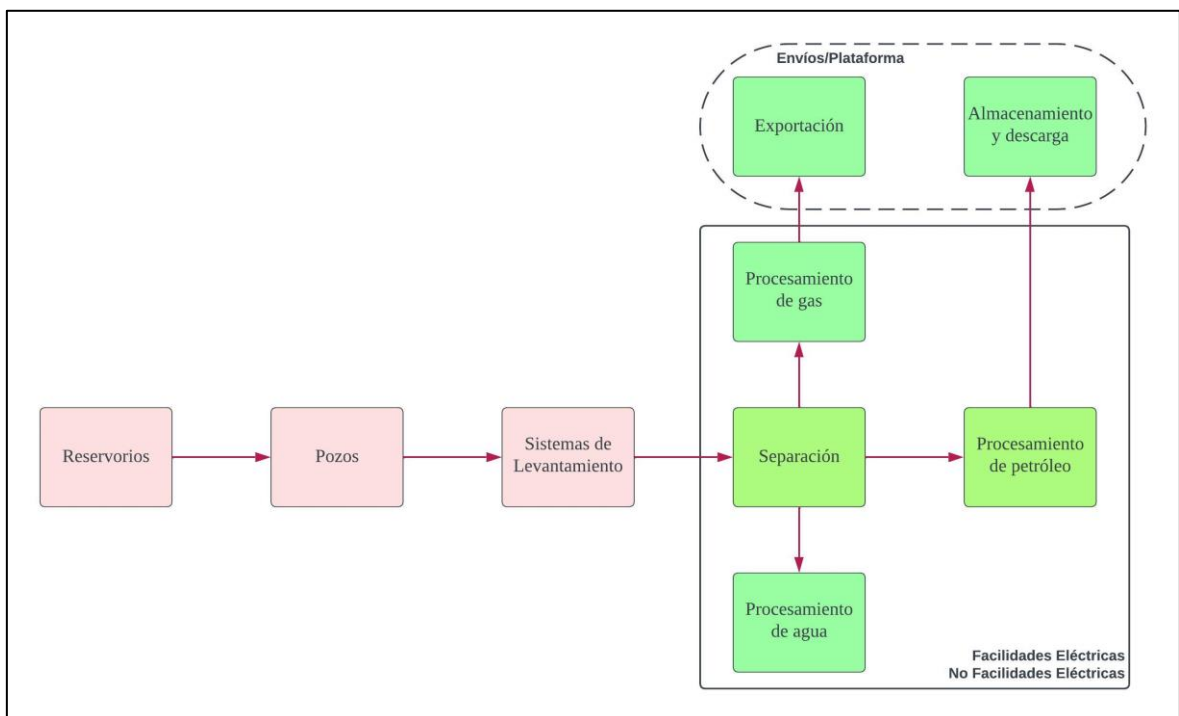 Envíos/Plataforma
Exportación
Almacenamiento
y descarga
Procesamiento
de gas
Reservorios
Pozos
Sistemas de
Levantamiento
Separación
Procesamiento
de petróleo
Procesamiento
de agua
Facilidades Eléctricas
No Facilidades Eléctricas